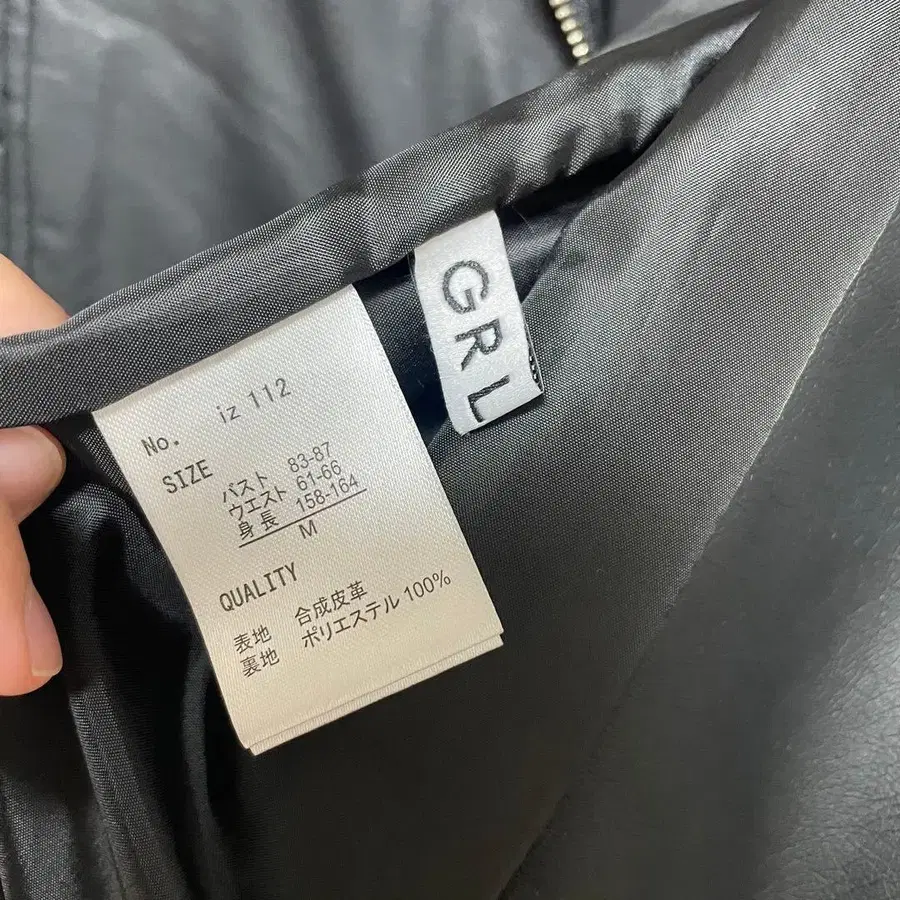 GRL
No. iz 112
SIZE
バスト 83-87
ウエスト 61-66
身長 158-164
M
QUALITY
表地 合成皮革
裏地 ポリエステル 100%